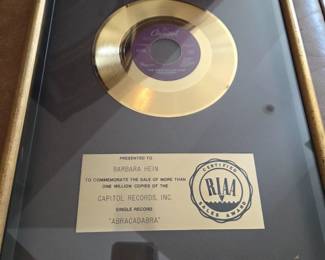 Capitol
PRESENTED TO
BARBARA HEIN
TO COMMEMORATE THE SALE OF MORE THAN
ONE MILLION COPIES OF THE
CAPITOL RECORDS, INC.
SINGLE RECORD
"ABRACADABRA"
CERTIFIED
RIAA
SALES AWARD